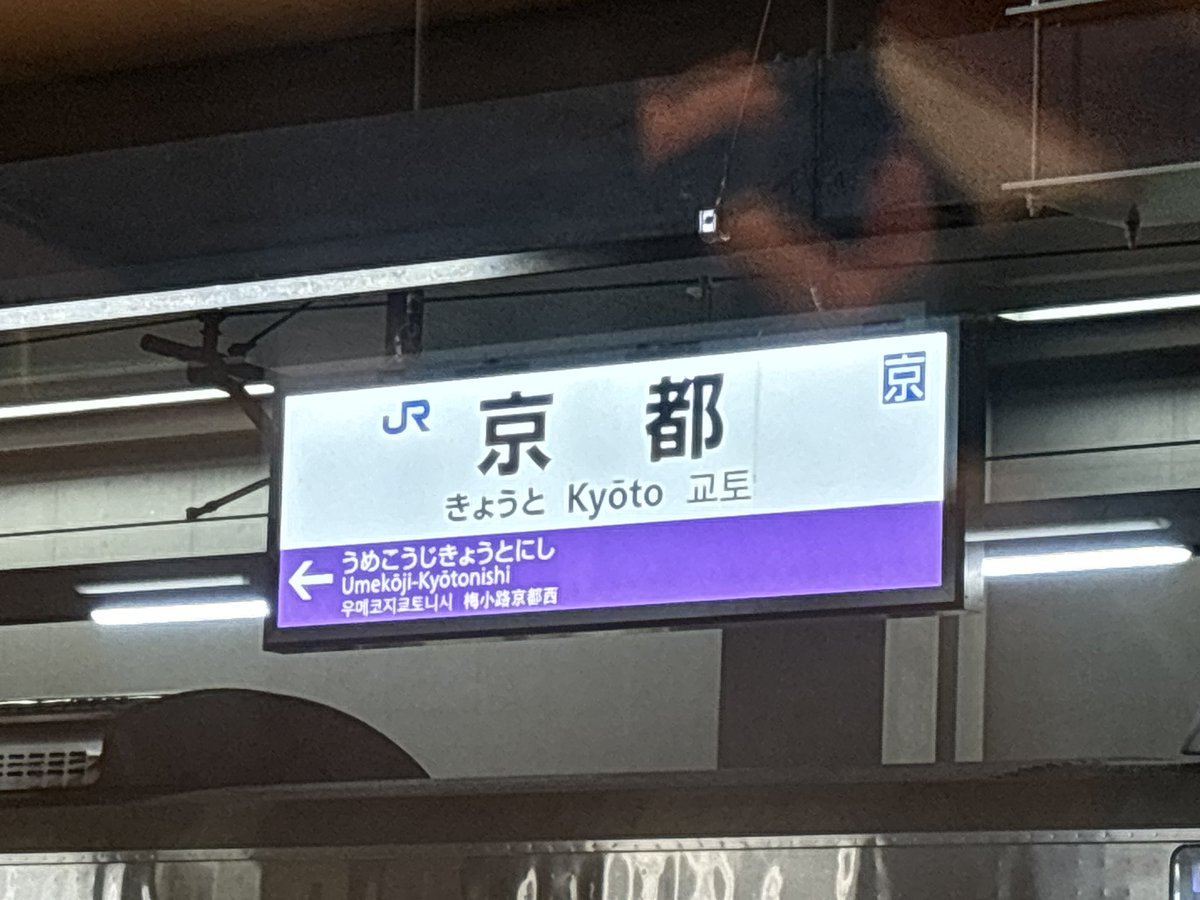 JR 京都 京
きょうと Kyōto 교토
← うめこうじきょうとにし
Umekōji-Kyōtonishi
우메코지쿄토니시 梅小路京都西